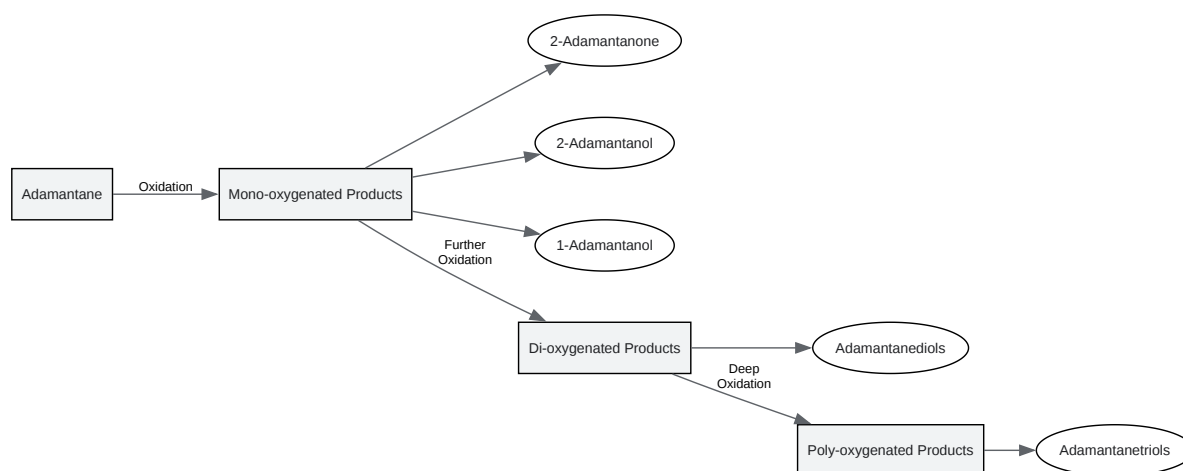 2-Adamantanone
2-Adamantanol
Adamantane
Oxidation
Mono-oxygenated Products
1-Adamantanol
Further
Oxidation
Di-oxygenated Products
Adamantanediols
Deep
Oxidation
Poly-oxygenated Products
Adamantanetriols